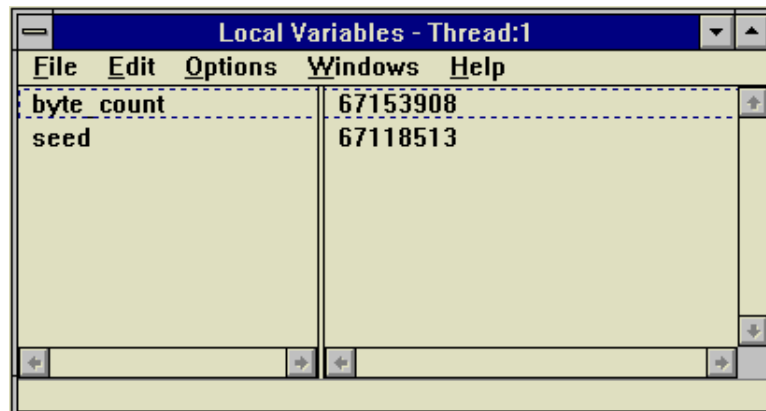 Local Variables - Thread:1
File Edit Options Windows Help
byte_count 67153908
seed 67118513